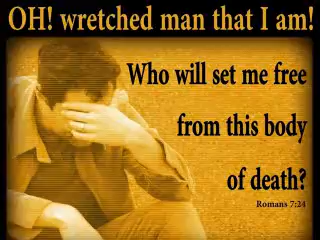 OH! wretched man that I am!
Who will set me free
from this body
of death?
Romans 7:24